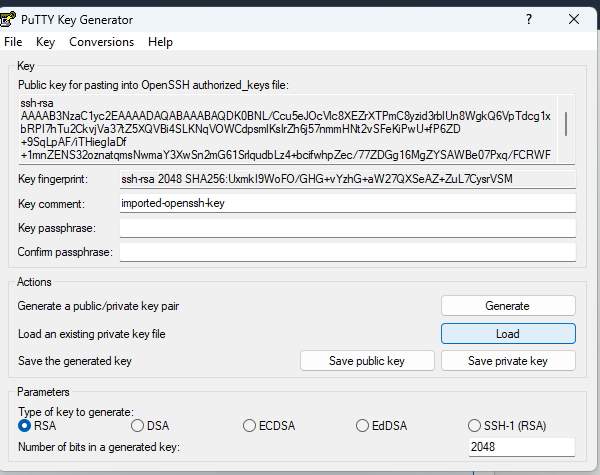 PuTTY Key Generator
File Key Conversions Help
Key
Public key for pasting into OpenSSH authorized_keys file:
ssh-rsa
AAAAB3NzaC1yc2EAAAADAQABAAABAQDK0BNL/Ccu5eJOcVlc8XEZrXTPmC8yzid3rblUn8WgkQ6VpTdcg1x
bRPI7hTu2CkvjVa37tZ5XQVBi4SLKNqVOWCdpsmlKsIrZh6j57nmmHNt2vSFeKiPwU+fP6ZD
+9SqLpAF/iTHiegIaDf
+1mnZENS32oznatqmsNwmaY3XwSn2mG61SrlqudbLz4+bcifwhpZec/77ZDGg16MgZYSAWBe07Pxq/FCRWF
Key fingerprint: ssh-rsa 2048 SHA256:UxmkI9WoFO/GHG+vYzhG+aW27QXSeAZ+ZuL7CysrVSM
Key comment: imported-openssh-key
Key passphrase:
Confirm passphrase:
Actions
Generate a public/private key pair Generate
Load an existing private key file Load
Save the generated key Save public key Save private key
Parameters
Type of key to generate:
RSA DSA ECDSA EdDSA SSH-1 (RSA)
Number of bits in a generated key: 2048